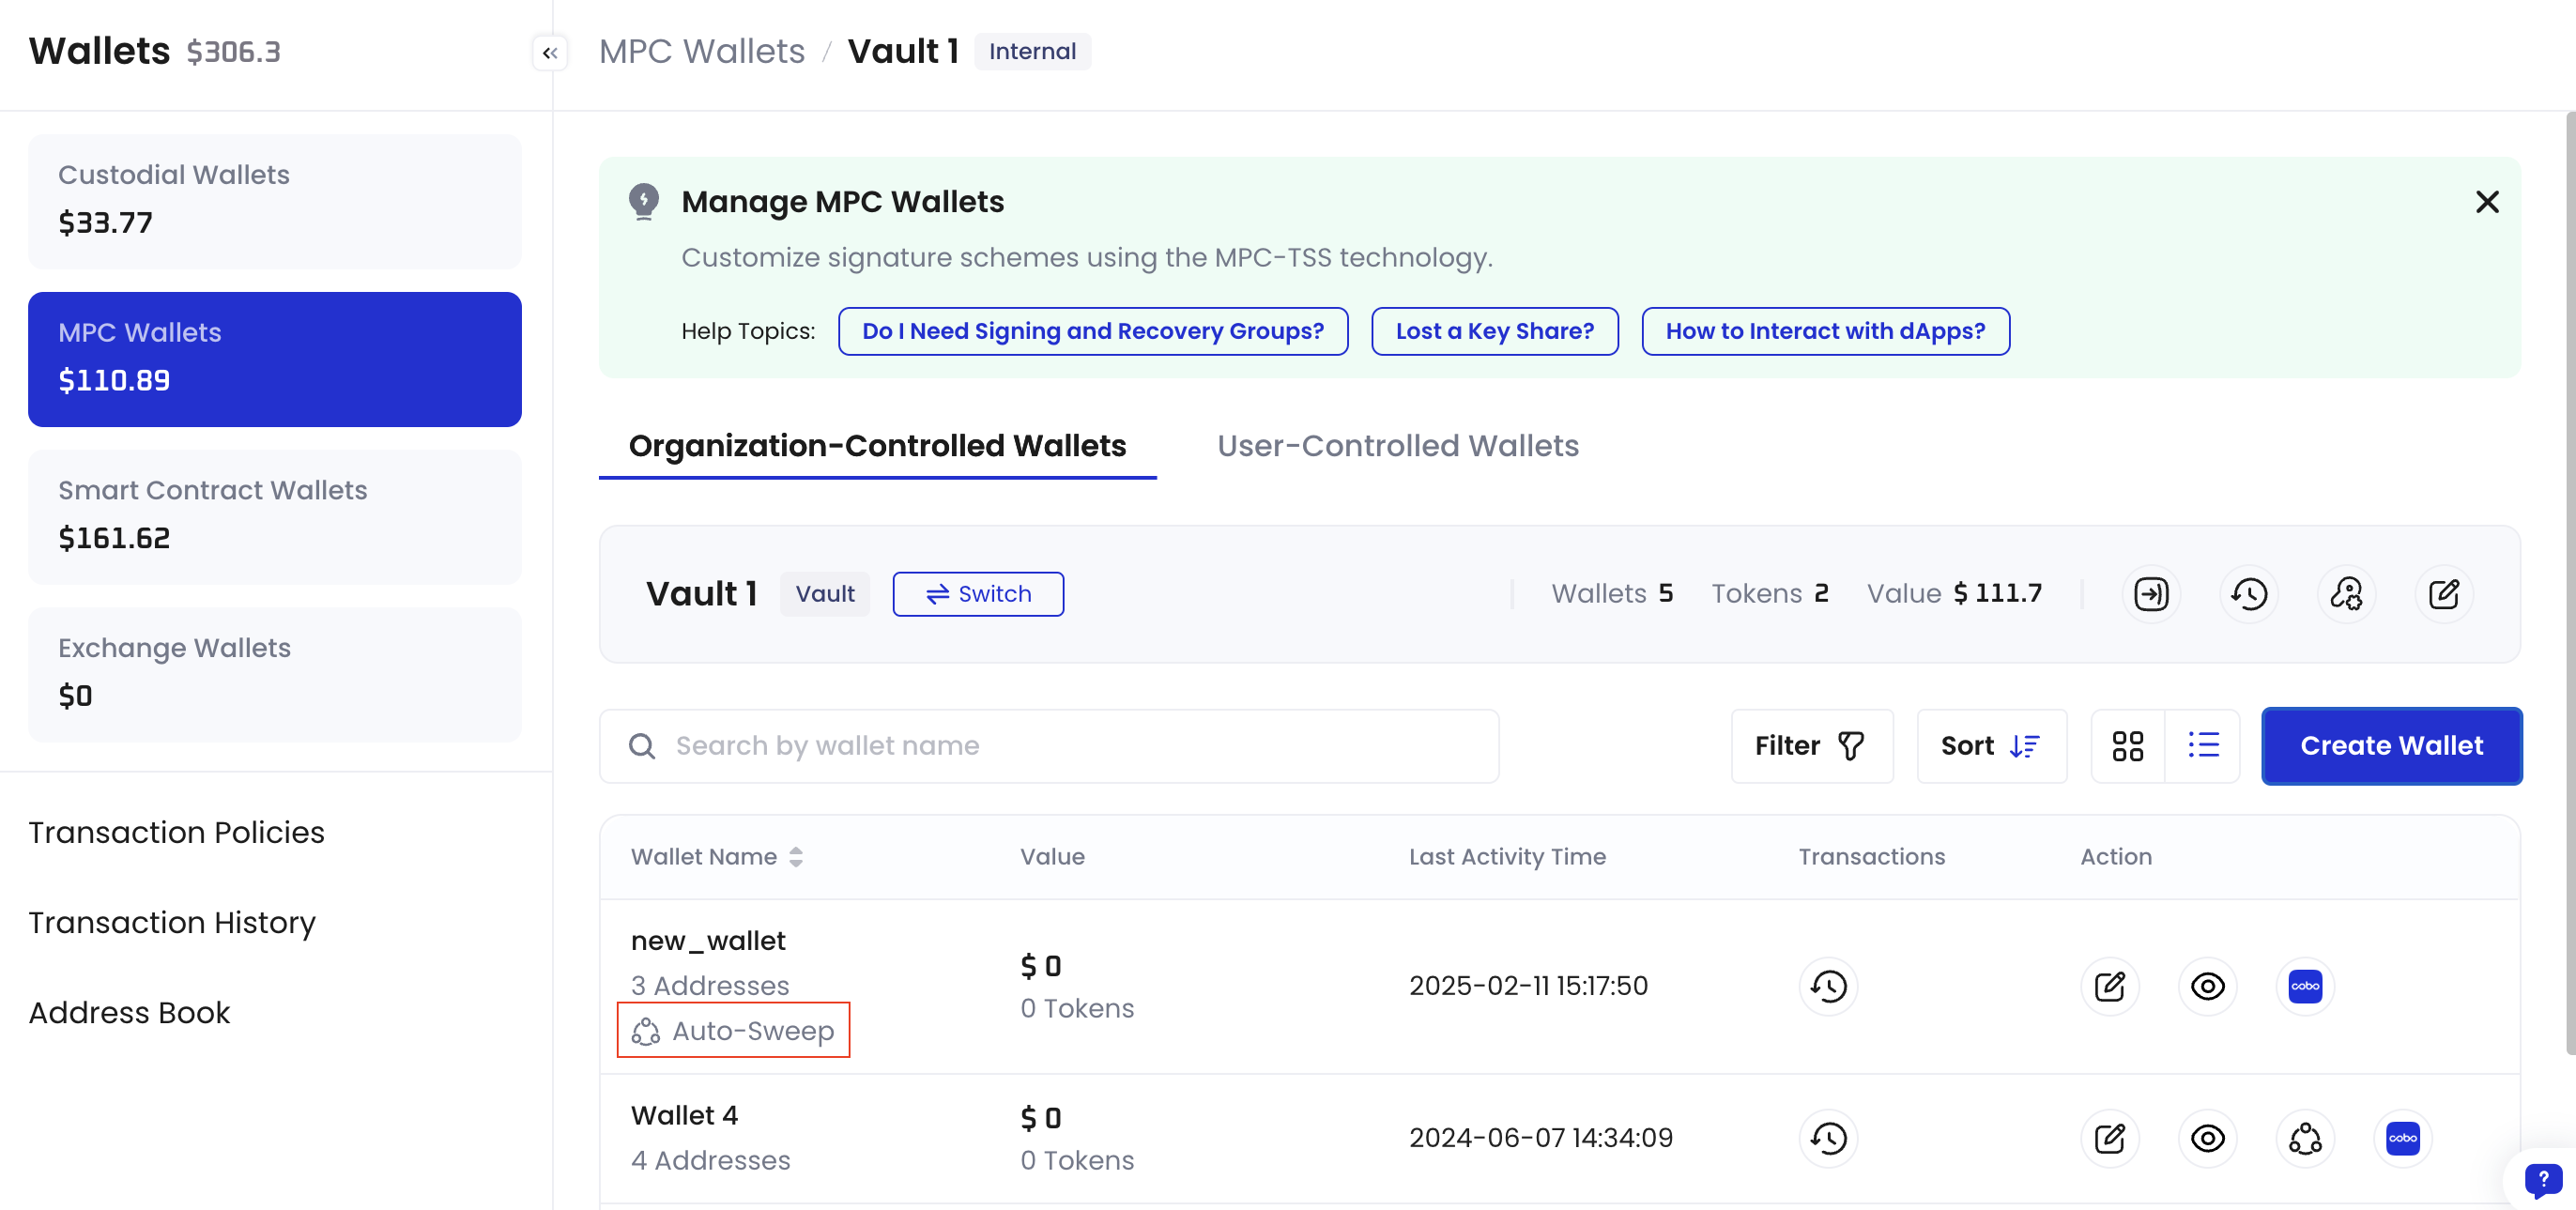 Wallets $306.3
MPC Wallets / Vault 1 Internal
Custodial Wallets
$33.77
MPC Wallets
$110.89
Smart Contract Wallets
$161.62
Exchange Wallets
$0
Transaction Policies
Transaction History
Address Book
Manage MPC Wallets
Customize signature schemes using the MPC-TSS technology.
Help Topics: Do I Need Signing and Recovery Groups? Lost a Key Share? How to Interact with dApps?
Organization-Controlled Wallets User-Controlled Wallets
Vault 1 Vault Switch Wallets 5 Tokens 2 Value $ 111.7
Search by wallet name Filter Sort Create Wallet
Wallet Name Value Last Activity Time Transactions Action
new_wallet
3 Addresses
Auto-Sweep
$ 0
0 Tokens
2025-02-11 15:17:50
cobo
Wallet 4
4 Addresses
$ 0
0 Tokens
2024-06-07 14:34:09
cobo
?